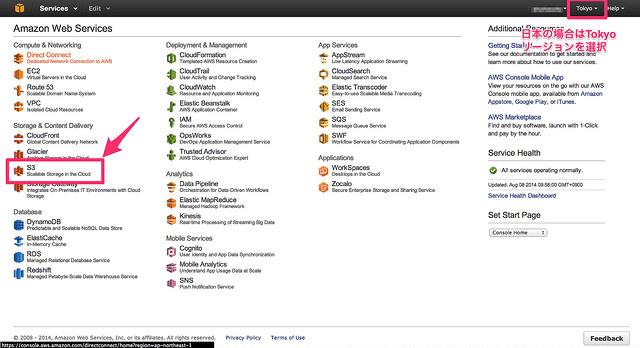 Services
Edit
Tokyo
Help
日本の場合はTokyo
リージョンを選択
Amazon Web Services
Compute & Networking
Direct Connect
Dedicated Network Connection to AWS
EC2
Virtual Servers in the Cloud
Route 53
Scalable Domain Name System
VPC
Isolated Cloud Resources
Storage & Content Delivery
CloudFront
Global Content Delivery Network
Glacier
Archive Storage in the Cloud
S3
Scalable Storage in the Cloud
Storage Gateway
Integrates On-Premises IT Environments with Cloud
Storage
Database
DynamoDB
Predictable and Scalable NoSQL Data Store
ElastiCache
In-Memory Cache
RDS
Managed Relational Database Service
Redshift
Managed Petabyte-Scale Data Warehouse Service
Deployment & Management
CloudFormation
Templated AWS Resource Creation
CloudTrail
User Activity and Change Tracking
CloudWatch
Resource and Application Monitoring
Elastic Beanstalk
AWS Application Container
IAM
Secure AWS Access Control
OpsWorks
DevOps Application Management Service
Trusted Advisor
AWS Cloud Optimization Expert
Analytics
Data Pipeline
Orchestration for Data-Driven Workflows
Elastic MapReduce
Managed Hadoop Framework
Kinesis
Real-time Processing of Streaming Big Data
Mobile Services
Cognito
User Identity and App Data Synchronization
Mobile Analytics
Understand App Usage Data at Scale
SNS
Push Notification Service
App Services
AppStream
Low Latency Application Streaming
CloudSearch
Managed Search Service
Elastic Transcoder
Easy-to-use Scalable Media Transcoding
SES
Email Sending Service
SQS
Message Queue Service
SWF
Workflow Service for Coordinating Application Components
Applications
WorkSpaces
Desktops in the Cloud
Zocalo
Secure Enterprise Storage and Sharing Service
Additional Resources
Getting Started
See our documentation to get started and
learn more about how to use our services.
AWS Console Mobile App
View your resources on the go with our AWS
Console mobile app, available from Amazon
Appstore, Google Play, or iTunes.
AWS Marketplace
Find and buy software, launch with 1-Click
and pay by the hour.
Service Health
All services operating normally.
Updated: Aug 08 2014 09:58:00 GMT+0900
Service Health Dashboard
Set Start Page
Console Home
© 2008 - 2014, Amazon Web Services, Inc. or its affiliates. All rights reserved.
Privacy Policy
Terms of Use
Feedback
https://console.aws.amazon.com/directconnect/home?region=ap-northeast-1